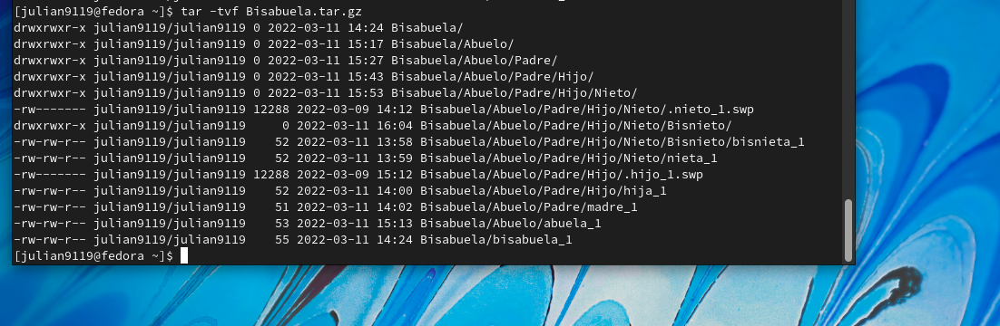 [julian9119@fedora ~]$ tar -tvf Bisabuela.tar.gz
drwxrwxr-x julian9119/julian9119 0 2022-03-11 14:24 Bisabuela/
drwxrwxr-x julian9119/julian9119 0 2022-03-11 15:17 Bisabuela/Abuelo/
drwxrwxr-x julian9119/julian9119 0 2022-03-11 15:27 Bisabuela/Abuelo/Padre/
drwxrwxr-x julian9119/julian9119 0 2022-03-11 15:43 Bisabuela/Abuelo/Padre/Hijo/
drwxrwxr-x julian9119/julian9119 0 2022-03-11 15:53 Bisabuela/Abuelo/Padre/Hijo/Nieto/
-rw------- julian9119/julian9119 12288 2022-03-09 14:12 Bisabuela/Abuelo/Padre/Hijo/Nieto/.nieto_1.swp
drwxrwxr-x julian9119/julian9119     0 2022-03-11 16:04 Bisabuela/Abuelo/Padre/Hijo/Nieto/Bisnieto/
-rw-rw-r-- julian9119/julian9119    52 2022-03-11 13:58 Bisabuela/Abuelo/Padre/Hijo/Nieto/Bisnieto/bisnieta_1
-rw-rw-r-- julian9119/julian9119    52 2022-03-11 13:59 Bisabuela/Abuelo/Padre/Hijo/Nieto/nieta_1
-rw------- julian9119/julian9119 12288 2022-03-09 15:12 Bisabuela/Abuelo/Padre/Hijo/.hijo_1.swp
-rw-rw-r-- julian9119/julian9119    52 2022-03-11 14:00 Bisabuela/Abuelo/Padre/Hijo/hija_1
-rw-rw-r-- julian9119/julian9119    51 2022-03-11 14:02 Bisabuela/Abuelo/Padre/madre_1
-rw-rw-r-- julian9119/julian9119    53 2022-03-11 15:13 Bisabuela/Abuelo/abuela_1
-rw-rw-r-- julian9119/julian9119    55 2022-03-11 14:24 Bisabuela/bisabuela_1
[julian9119@fedora ~]$